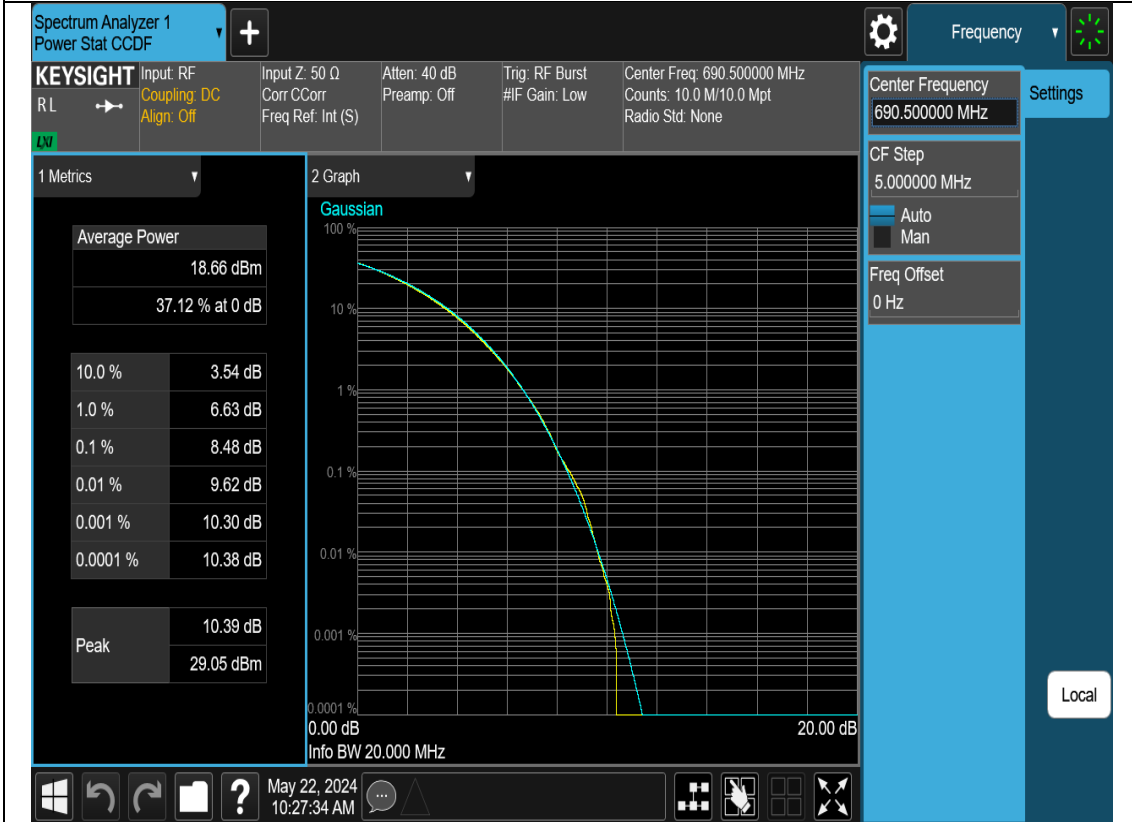 Spectrum Analyzer 1
Power Stat CCDF
Frequency
KEYSIGHT
RL
LXI
Input: RF
Coupling: DC
Align: Off
Input Z: 50 Ω
Corr CCorr
Freq Ref: Int (S)
Atten: 40 dB
Preamp: Off
Trig: RF Burst
#IF Gain: Low
Center Freq: 690.500000 MHz
Counts: 10.0 M/10.0 Mpt
Radio Std: None
Center Frequency
690.500000 MHz
Settings
CF Step
5.000000 MHz
Auto
Man
Freq Offset
0 Hz
Local
1 Metrics
Average Power
18.66 dBm
37.12 % at 0 dB
10.0 % 3.54 dB
1.0 % 6.63 dB
0.1 % 8.48 dB
0.01 % 9.62 dB
0.001 % 10.30 dB
0.0001 % 10.38 dB
Peak
10.39 dB
29.05 dBm
2 Graph
Gaussian
100 %
10 %
1 %
0.1 %
0.01 %
0.001 %
0.0001 %
0.00 dB 20.00 dB
Info BW 20.000 MHz
?
May 22, 2024
10:27:34 AM